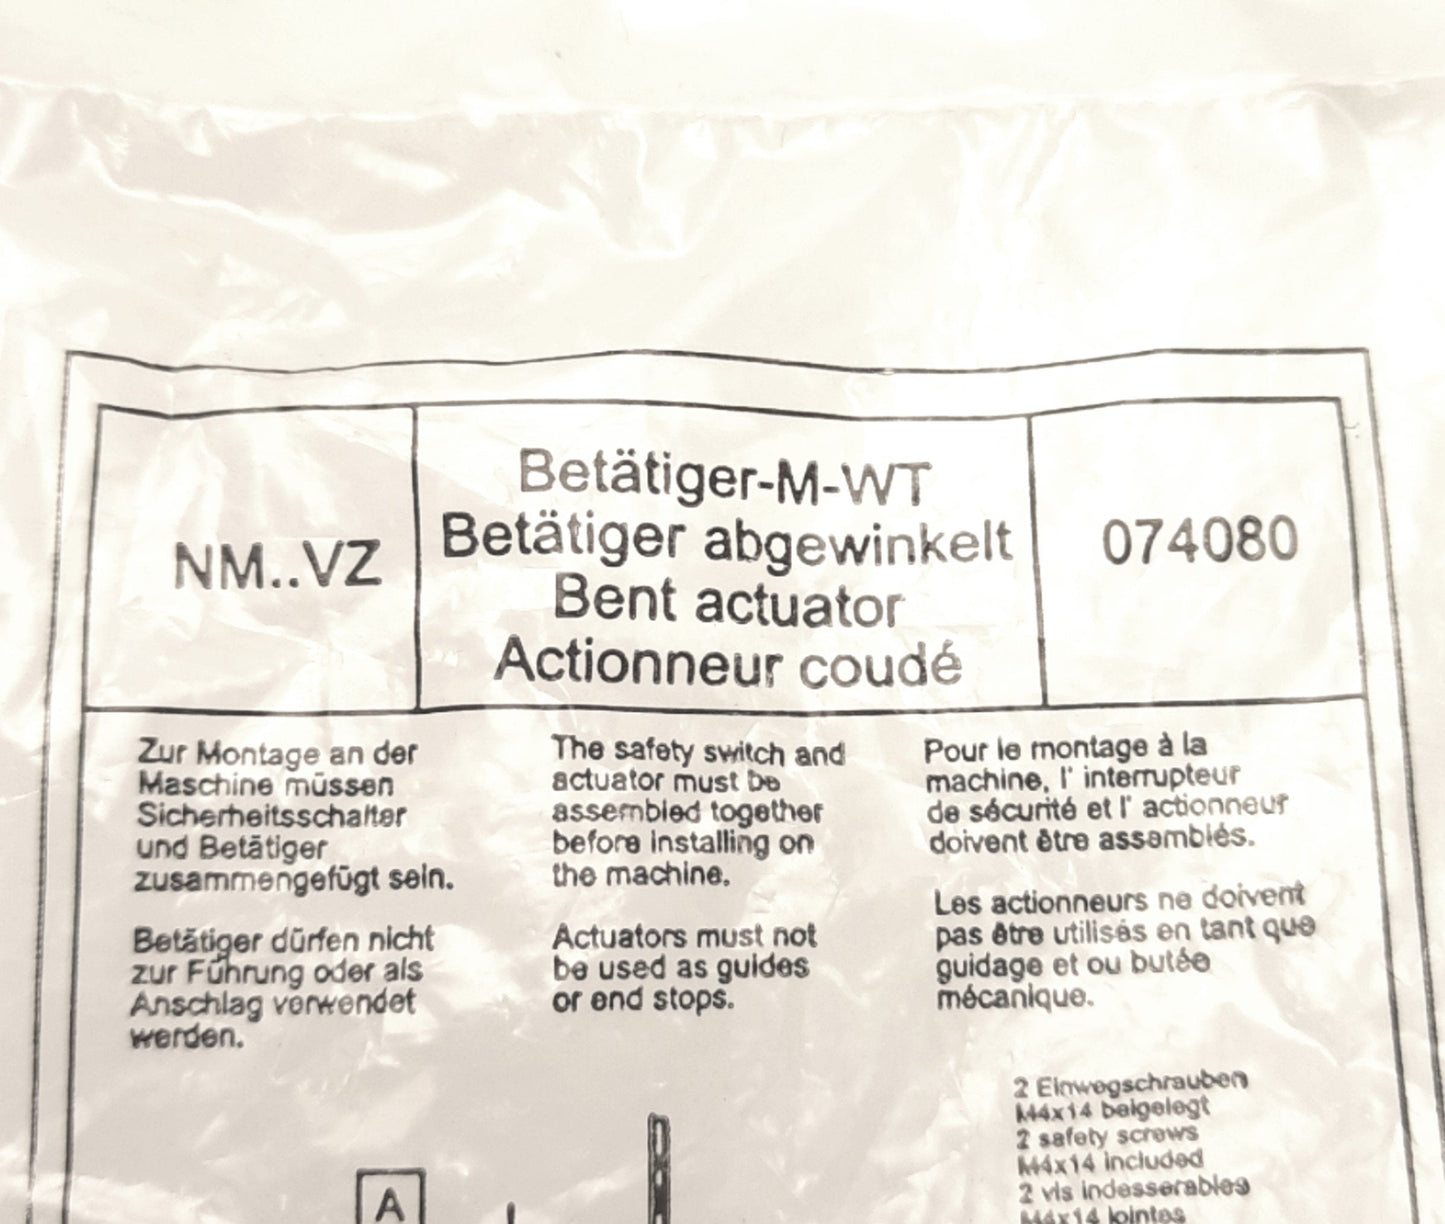 NM..VZ
Betätiger-M-WT
Betätiger abgewinkelt
Bent actuator
Actionneur coudé
074080
Zur Montage an der
Maschine müssen
Sicherheitsschalter
und Betätiger
zusammengefügt sein.
Betätiger dürfen nicht
zur Führung oder als
Anschlag verwendet
werden.
The safety switch and
actuator must be
assembled together
before installing on
the machine.
Actuators must not
be used as guides
or end stops.
Pour le montage à la
machine, l' interrupteur
de sécurité et l' actionneur
doivent être assemblés.
Les actionneurs ne doivent
pas être utilisés en tant que
guidage et ou butée
mécanique.
2 Einwegschrauben
M4x14 beigelegt
2 safety screws
M4x14 included
2 vis indesserables
M4x14 jointes
A